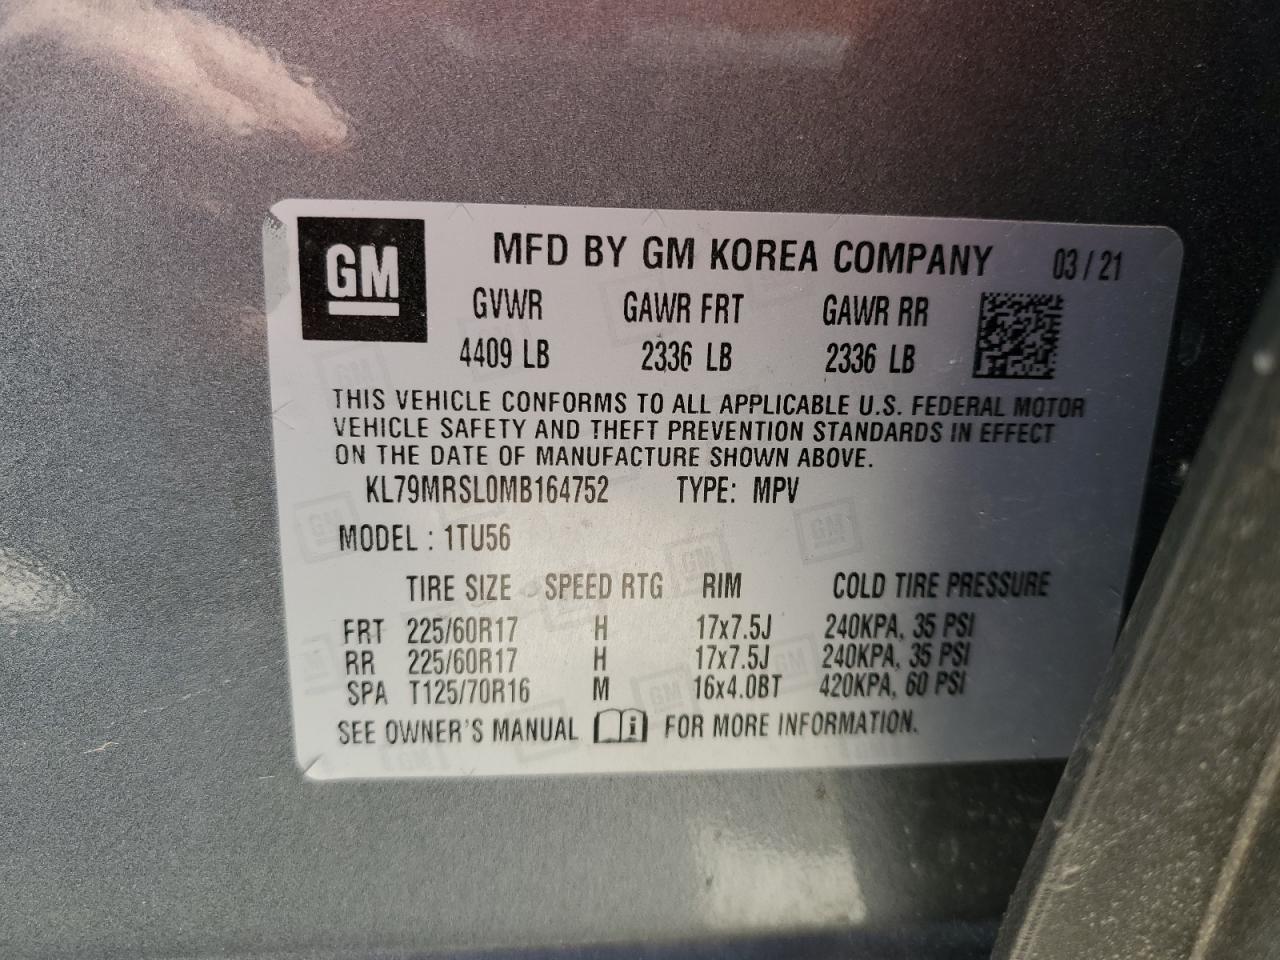 GM
MFD BY GM KOREA COMPANY 03/21
GVWR GAWR FRT GAWR RR
4409 LB 2336 LB 2336 LB
THIS VEHICLE CONFORMS TO ALL APPLICABLE U.S. FEDERAL MOTOR
VEHICLE SAFETY AND THEFT PREVENTION STANDARDS IN EFFECT
ON THE DATE OF MANUFACTURE SHOWN ABOVE.
KL79MRSL0MB164752 TYPE: MPV
MODEL : 1TU56
TIRE SIZE SPEED RTG RIM COLD TIRE PRESSURE
FRT 225/60R17 H 17x7.5J 240KPA, 35 PSI
RR 225/60R17 H 17x7.5J 240KPA, 35 PSI
SPA T125/70R16 M 16x4.0BT 420KPA, 60 PSI
SEE OWNER'S MANUAL FOR MORE INFORMATION.